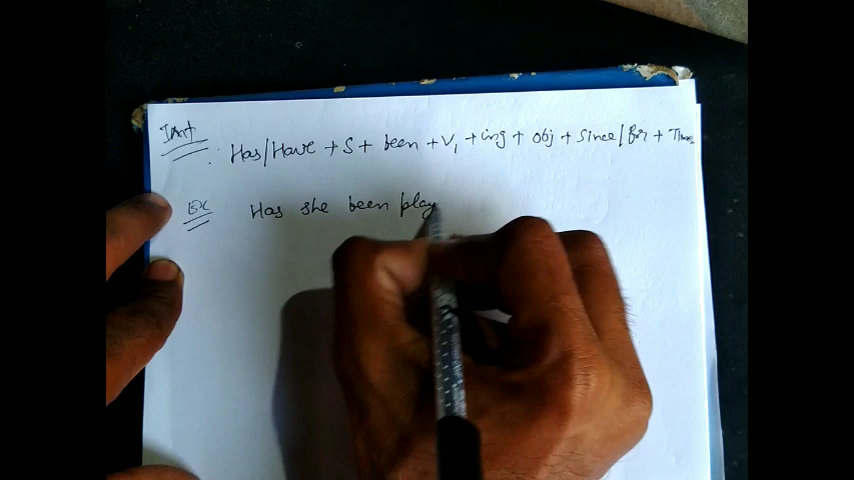 Int : Has/Have + S + been + V1 + ing + obj + Since/for + Time
Ex Has she been play